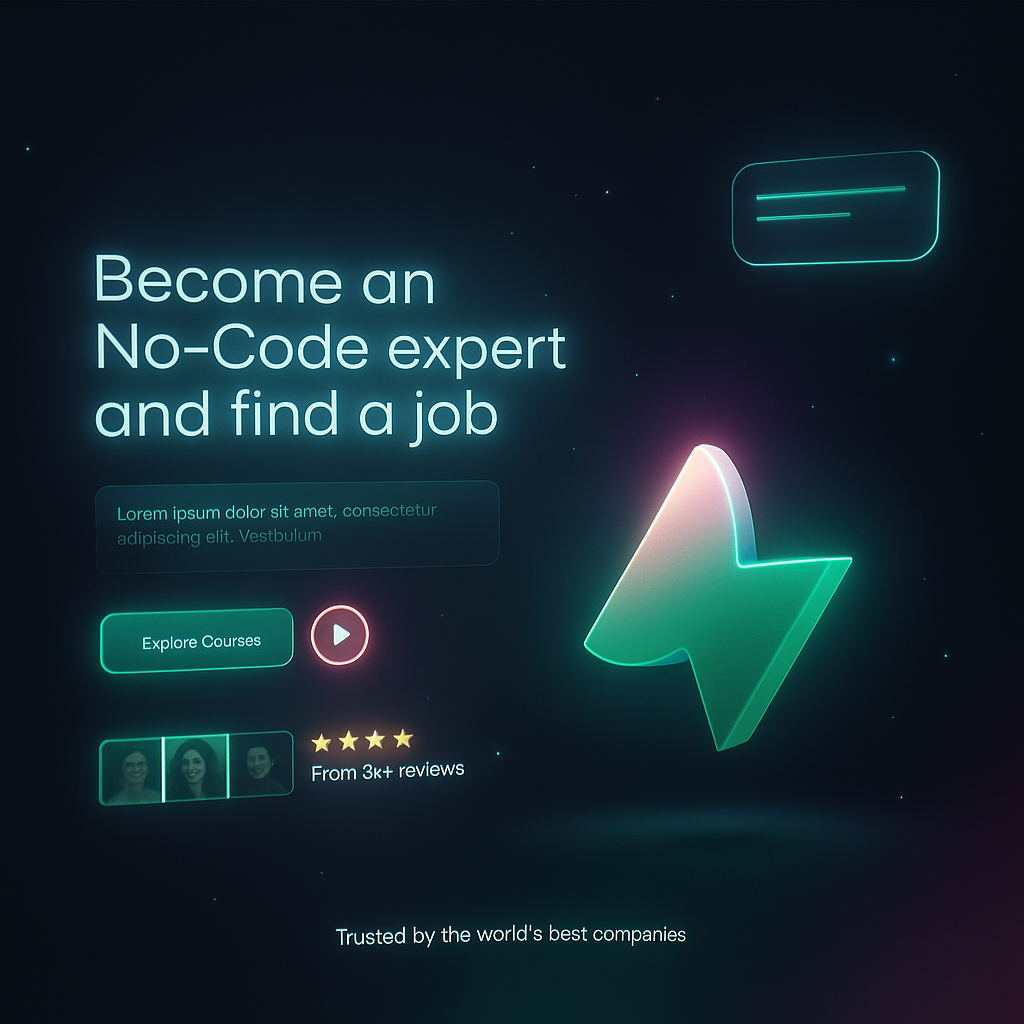 Become an
No-Code expert
and find a job
Lorem ipsum dolor sit amet, consectetur
adipiscing elit. Vestbulum
Explore Courses
From 3к+ reviews
Trusted by the world's best companies